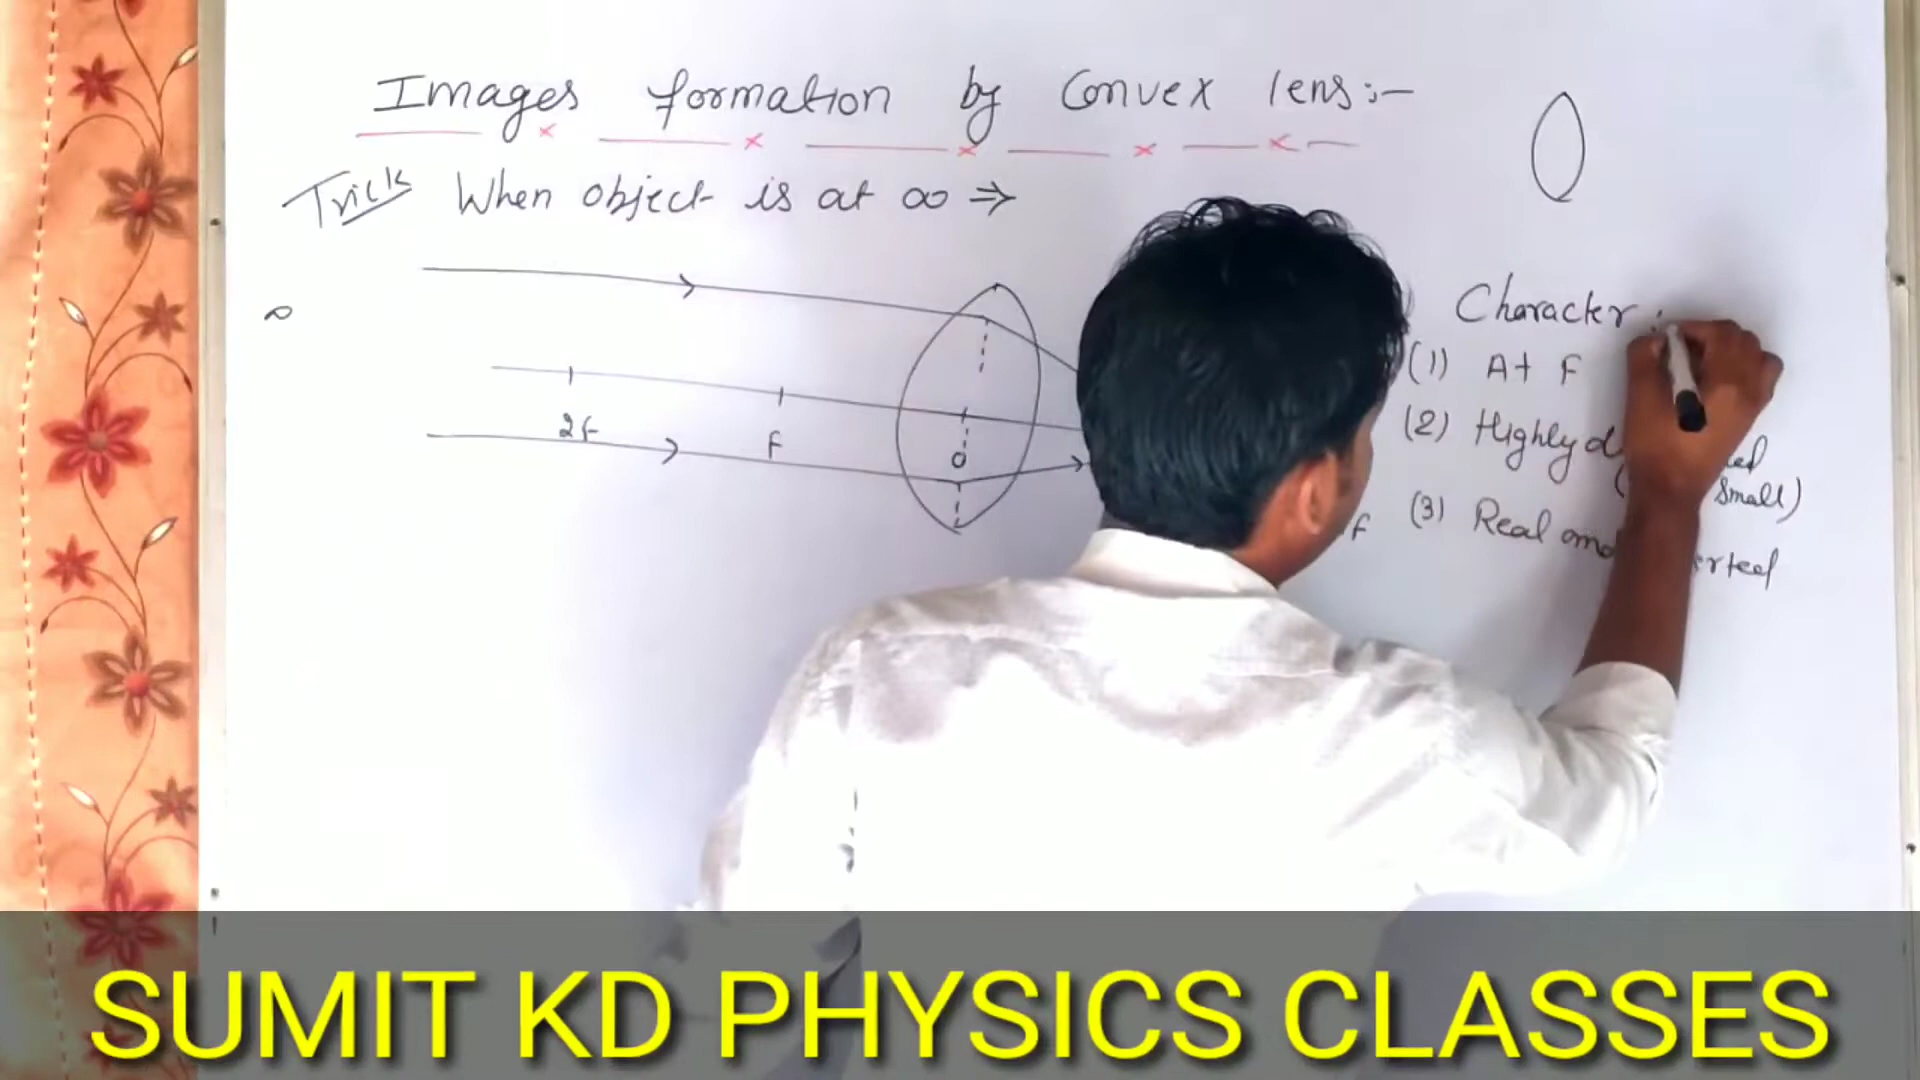 Images formation by Convex lens:-
Trick When object is at ∞ ⇒
∞
2f
f
O
f
Character :
(1) At F
(2) Highly
small)
(3) Real and
SUMIT KD PHYSICS CLASSES